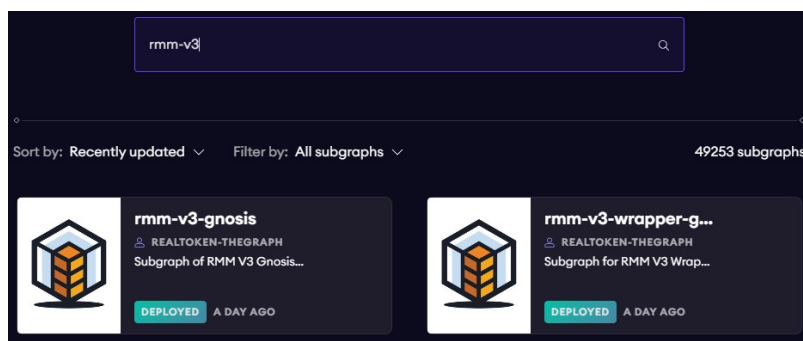 rmm-v3
Sort by: Recently updated Filter by: All subgraphs 49253 subgraphs
rmm-v3-gnosis
REALTOKEN-THEGRAPH
Subgraph of RMM V3 Gnosis...
DEPLOYED A DAY AGO
rmm-v3-wrapper-g...
REALTOKEN-THEGRAPH
Subgraph for RMM V3 Wrap...
DEPLOYED A DAY AGO